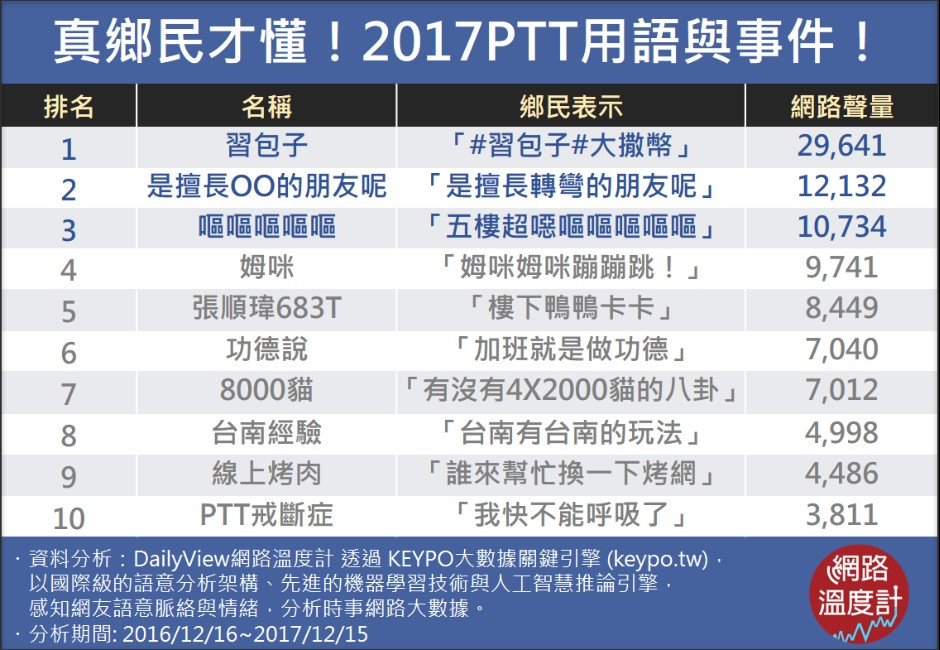 真鄉民才懂！2017PTT用語與事件！
排名 名稱 鄉民表示 網路聲量
1 習包子 「#習包子#大撒幣」 29,641
2 是擅長OO的朋友呢 「是擅長轉彎的朋友呢」 12,132
3 嘔嘔嘔嘔嘔 「五樓超噁嘔嘔嘔嘔嘔」 10,734
4 姆咪 「姆咪姆咪蹦蹦跳！」 9,741
5 張順瑋683T 「樓下鴨鴨卡卡」 8,449
6 功德說 「加班就是做功德」 7,040
7 8000貓 「有沒有4X2000貓的八卦」 7,012
8 台南經驗 「台南有台南的玩法」 4,998
9 線上烤肉 「誰來幫忙換一下烤網」 4,486
10 PTT戒斷症 「我快不能呼吸了」 3,811
·資料分析：DailyView網路溫度計 透過 KEYPO大數據關鍵引擎 (keypo.tw)，
以國際級的語意分析架構、先進的機器學習技術與人工智慧推論引擎，
感知網友語意脈絡與情緒，分析時事網路大數據。
·分析期間: 2016/12/16~2017/12/15
網路
溫度計